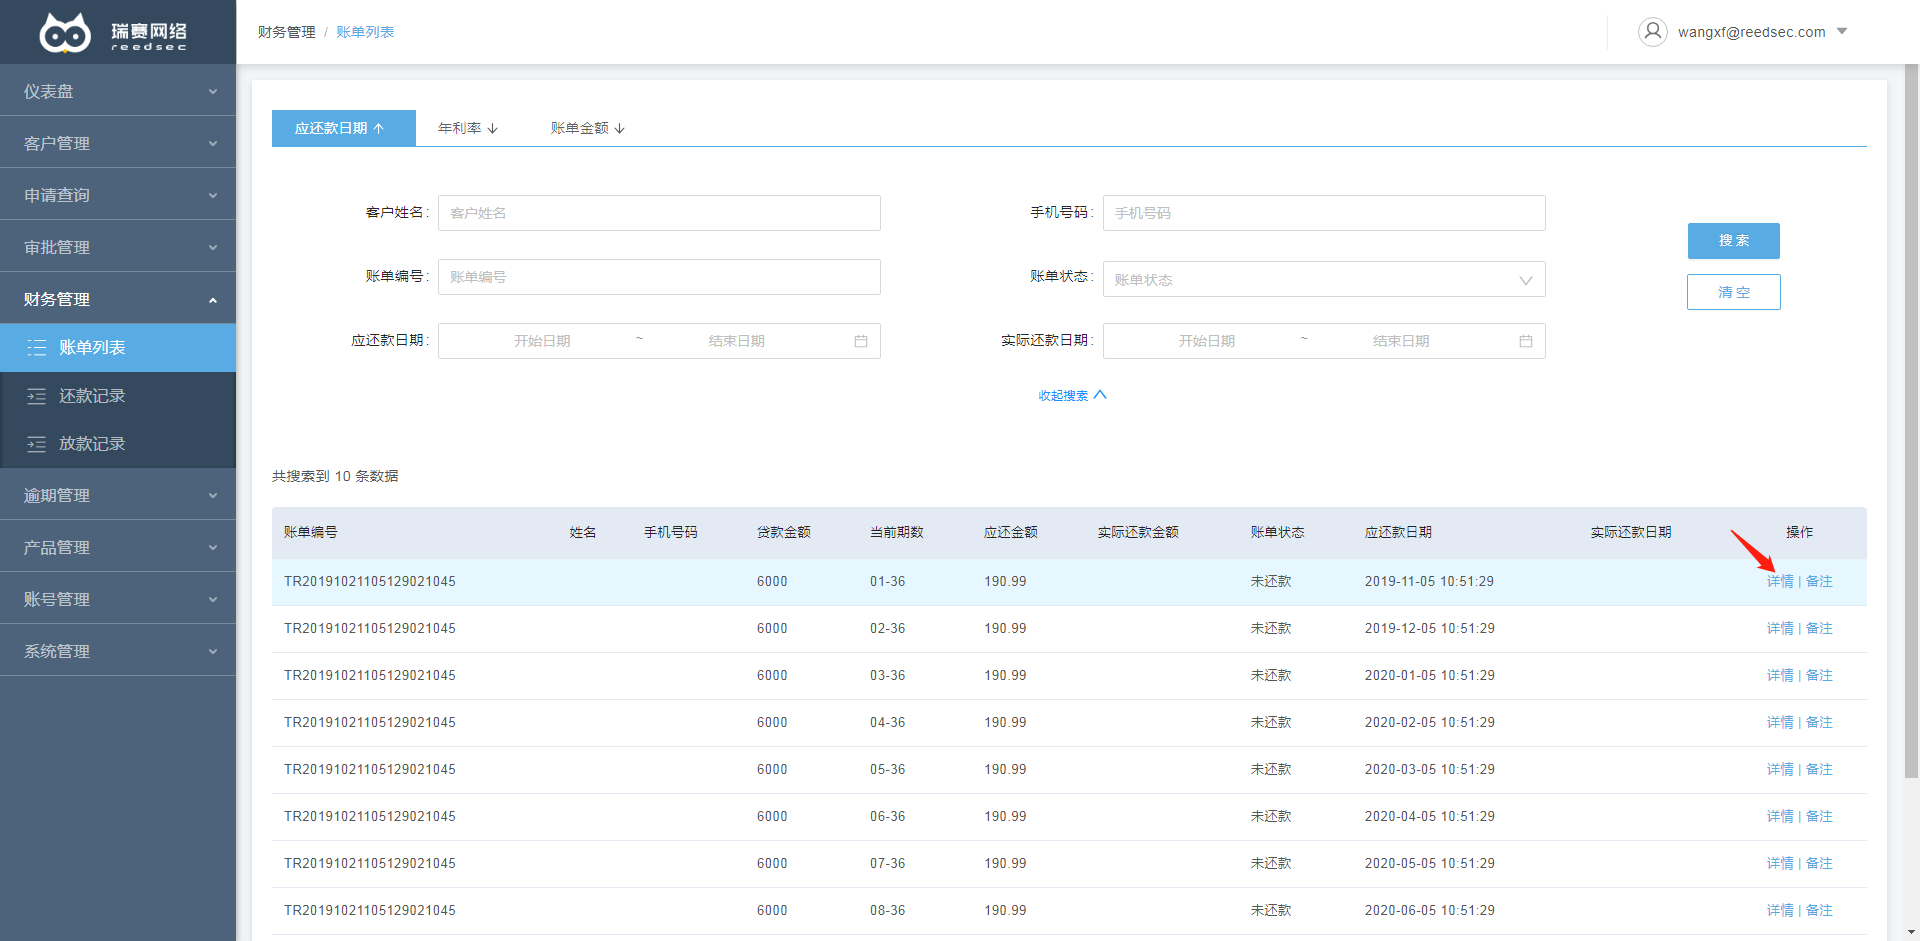 瑞赛网络
reedsec
财务管理 / 账单列表
wangxf@reedsec.com
仪表盘
客户管理
申请查询
审批管理
财务管理
账单列表
还款记录
放款记录
逾期管理
产品管理
账号管理
系统管理
应还款日期 年利率 账单金额
客户姓名: 客户姓名 手机号码: 手机号码
搜 索
账单编号: 账单编号 账单状态: 账单状态
清 空
应还款日期: 开始日期 ~ 结束日期 实际还款日期: 开始日期 ~ 结束日期
收起搜索
共搜索到 10 条数据
账单编号 姓名 手机号码 贷款金额 当前期数 应还金额 实际还款金额 账单状态 应还款日期 实际还款日期 操作
TR20191021105129021045 6000 01-36 190.99 未还款 2019-11-05 10:51:29 详情 | 备注
TR20191021105129021045 6000 02-36 190.99 未还款 2019-12-05 10:51:29 详情 | 备注
TR20191021105129021045 6000 03-36 190.99 未还款 2020-01-05 10:51:29 详情 | 备注
TR20191021105129021045 6000 04-36 190.99 未还款 2020-02-05 10:51:29 详情 | 备注
TR20191021105129021045 6000 05-36 190.99 未还款 2020-03-05 10:51:29 详情 | 备注
TR20191021105129021045 6000 06-36 190.99 未还款 2020-04-05 10:51:29 详情 | 备注
TR20191021105129021045 6000 07-36 190.99 未还款 2020-05-05 10:51:29 详情 | 备注
TR20191021105129021045 6000 08-36 190.99 未还款 2020-06-05 10:51:29 详情 | 备注